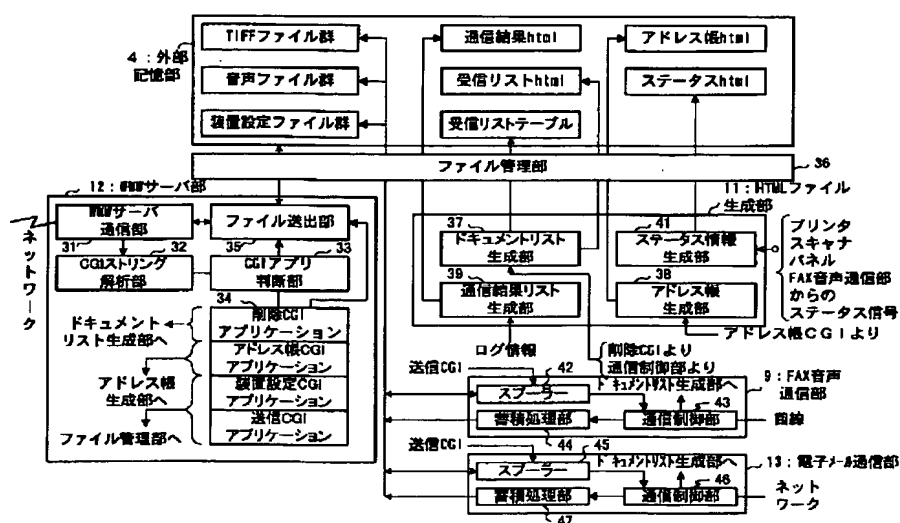 4：外部
記憶部
TIFFファイル群
音声ファイル群
装置設定ファイル群
通信結果html
受信リストhtml
受信リストテーブル
アドレス帳html
ステータスhtml
ファイル管理部
36
12：WWWサーバ部
ネットワーク
WWWサーバ
通信部
31
32
CGIストリング
解析部
ファイル送出部
35
33
CGIアプリ
判断部
34
削除CGI
アプリケーション
アドレス帳CGI
アプリケーション
装置設定CGI
アプリケーション
送信CGI
アプリケーション
ドキュメント
リスト生成部へ
アドレス帳
生成部へ
ファイル管理部へ
11：HTMLファイル
生成部
37
ドキュメントリスト
生成部
39
通信結果リスト
生成部
41
ステータス情報
生成部
38
アドレス帳
生成部
プリンタ
スキャナ
パネル
FAX音声通信部
からの
ステータス信号
アドレス帳CGIより
ログ情報
削除CGIより
通信制御部より
送信CGI
42
スプーラー
ドキュメントリスト生成部へ
43
蓄積処理部
通信制御部
44
9：FAX音声
通信部
回線
送信CGI
45
スプーラー
ドキュメントリスト生成部へ
46
蓄積処理部
通信制御部
47
13：電子メール通信部
ネット
ワーク